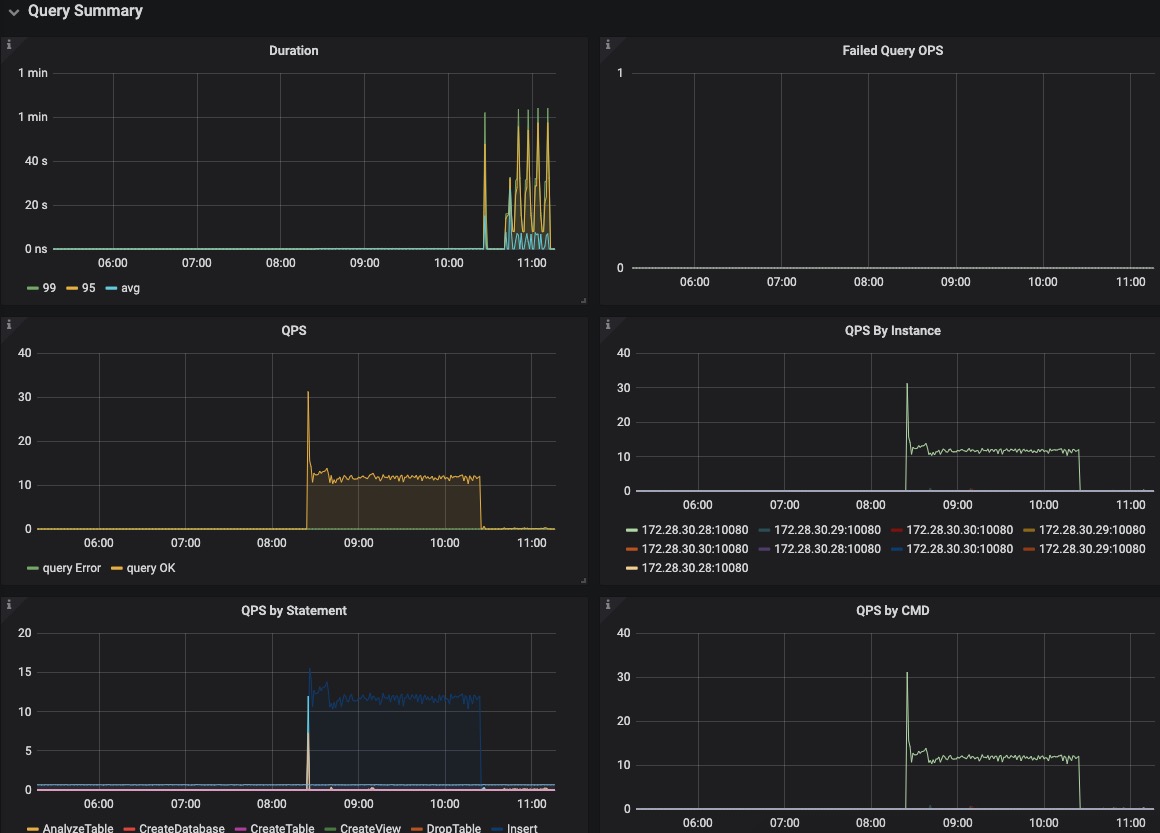 Query Summary
Duration
1 min
1 min
40 s
20 s
0 ns
06:00 07:00 08:00 09:00 10:00 11:00
99 95 avg
Failed Query OPS
1
0
06:00 07:00 08:00 09:00 10:00 11:00
QPS
40
30
20
10
0
06:00 07:00 08:00 09:00 10:00 11:00
query Error query OK
QPS By Instance
40
30
20
10
0
06:00 07:00 08:00 09:00 10:00 11:00
172.28.30.28:10080 172.28.30.29:10080 172.28.30.30:10080 172.28.30.29:10080
172.28.30.30:10080 172.28.30.28:10080 172.28.30.30:10080 172.28.30.29:10080
172.28.30.28:10080
QPS by Statement
20
15
10
5
0
06:00 07:00 08:00 09:00 10:00 11:00
AnalyzeTable CreateDatabase CreateTable CreateView DropTable Insert
QPS by CMD
40
30
20
10
0
06:00 07:00 08:00 09:00 10:00 11:00